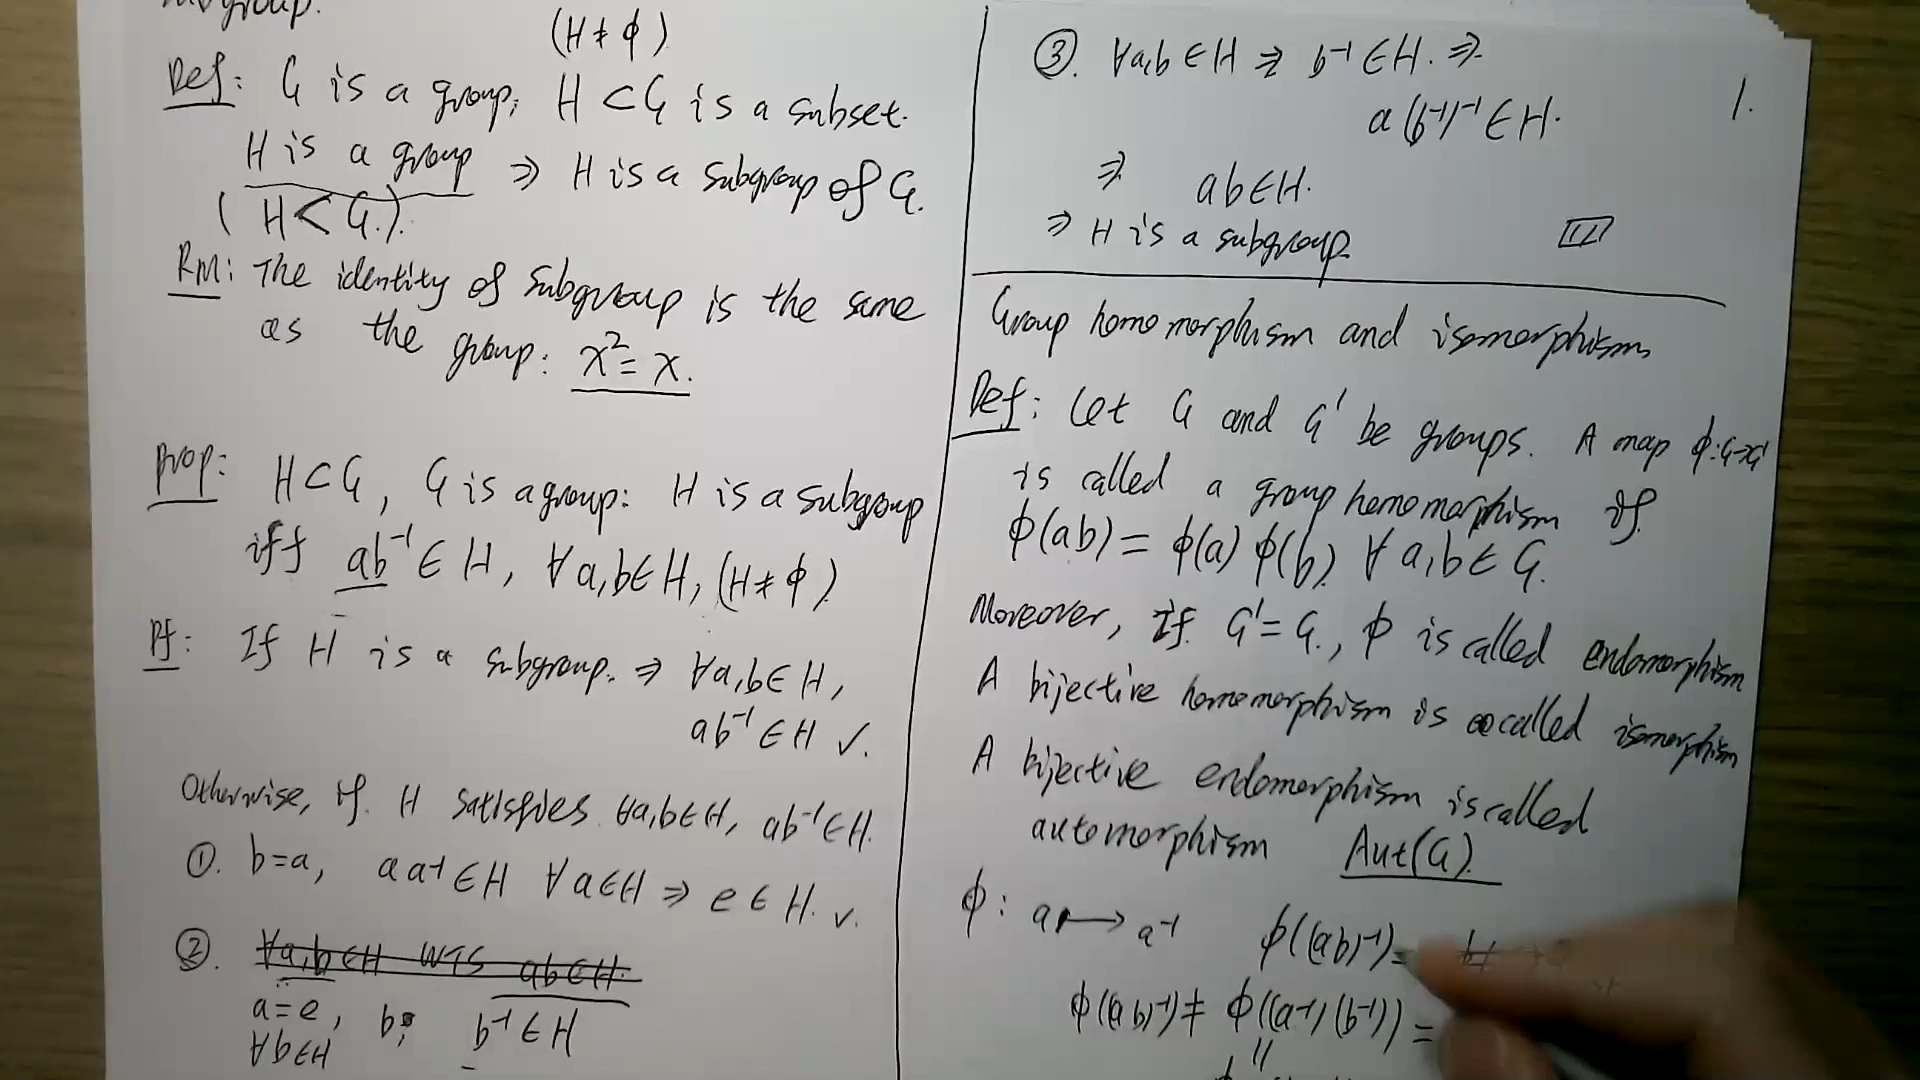 subgroup.
(H ≠ ϕ)
Def: G is a group, H ⊂ G is a subset.
H is a group ⇒ H is a subgroup of G.
( H < G.).
RM: The identity of subgroup is the same
as the group: x² = x.
prop: H ⊂ G, G is a group: H is a subgroup
iff ab⁻¹ ∈ H, ∀a,b ∈ H, (H ≠ ϕ)
Pf: If H is a subgroup. ⇒ ∀a,b ∈ H,
ab⁻¹ ∈ H ✓.
Otherwise, if H satisfies ∀a,b∈H, ab⁻¹∈H.
①. b=a, aa⁻¹ ∈ H ∀a∈H ⇒ e ∈ H. ✓.
②. ∀a,b ∈ H WTS ab ∈ H.
a=e, b; b⁻¹ ∈ H
∀b∈H
③. ∀a,b ∈ H ⇒ b⁻¹ ∈ H. ⇒
a(b⁻¹)⁻¹ ∈ H.
1.
⇒ ab∈H.
⇒ H is a subgroup.
Group homomorphism and isomorphism
Def: Let G and G' be groups. A map ϕ: G→G'
is called a group homomorphism if
ϕ(ab) = ϕ(a) ϕ(b) ∀a,b ∈ G.
Moreover, If G' = G., ϕ is called endomorphism
A bijective homomorphism is called isomorphism
A bijective endomorphism is called
automorphism Aut(G).
ϕ: a ↦ a⁻¹ ϕ((ab)⁻¹) =
ϕ((ab)⁻¹) ≠ ϕ((a⁻¹)(b⁻¹)) =